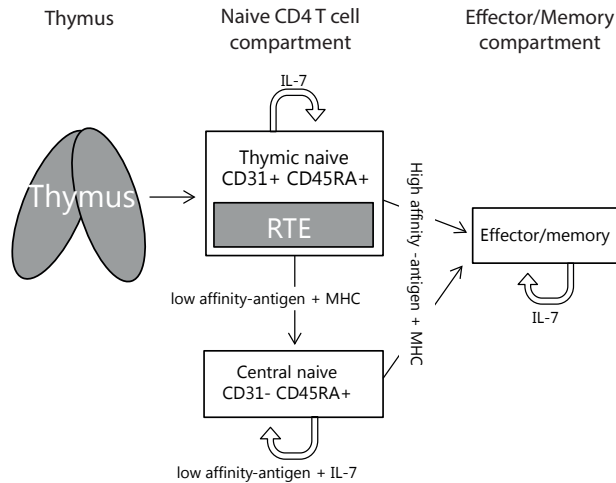 Thymus
Naive CD4 T cell
compartment
Effector/Memory
compartment
IL-7
Thymus
Thymic naive
CD31+ CD45RA+
RTE
High affinity -antigen + MHC
Effector/memory
IL-7
low affinity-antigen + MHC
Central naive
CD31- CD45RA+
low affinity-antigen + IL-7